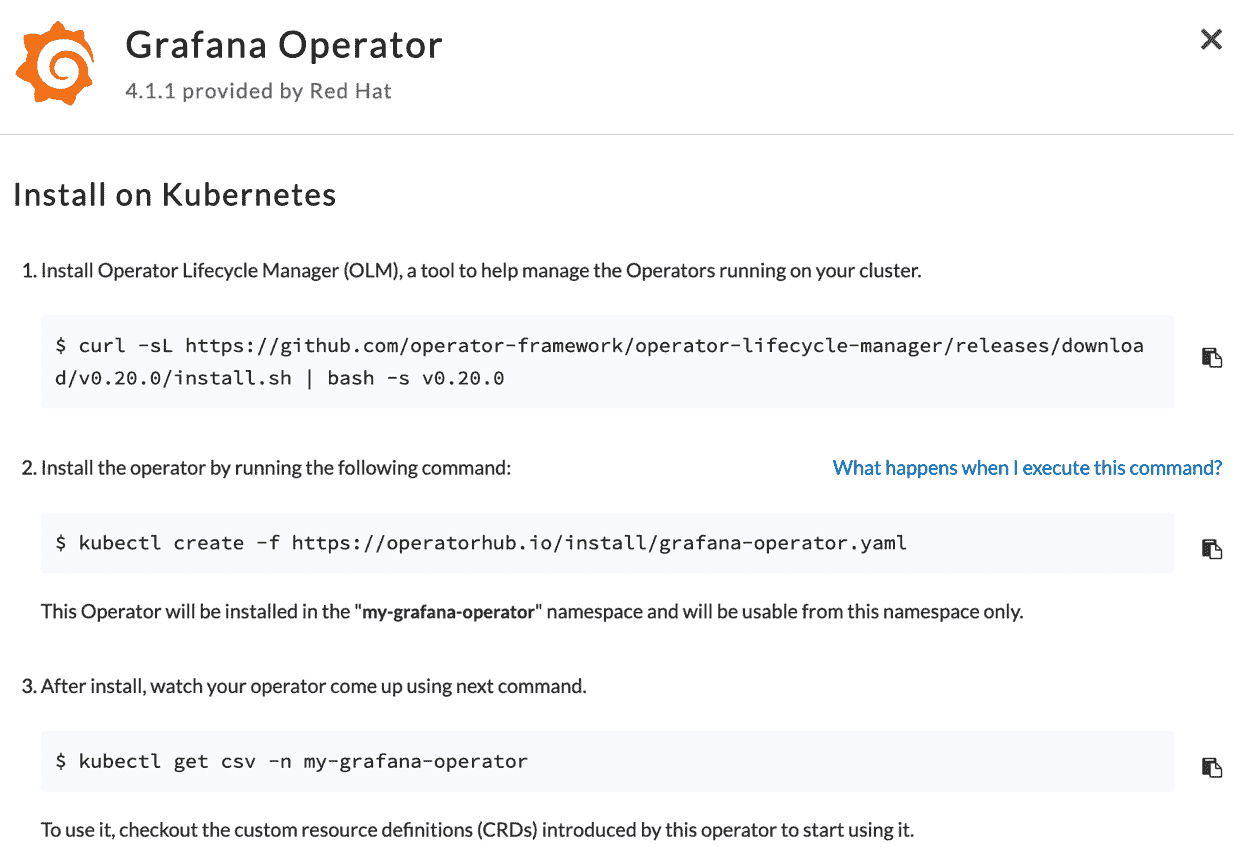 Grafana Operator
4.1.1 provided by Red Hat
Install on Kubernetes
1. Install Operator Lifecycle Manager (OLM), a tool to help manage the Operators running on your cluster.
$ curl -sL https://github.com/operator-framework/operator-lifecycle-manager/releases/downloa
d/v0.20.0/install.sh | bash -s v0.20.0
2. Install the operator by running the following command:
What happens when I execute this command?
$ kubectl create -f https://operatorhub.io/install/grafana-operator.yaml
This Operator will be installed in the "my-grafana-operator" namespace and will be usable from this namespace only.
3. After install, watch your operator come up using next command.
$ kubectl get csv -n my-grafana-operator
To use it, checkout the custom resource definitions (CRDs) introduced by this operator to start using it.